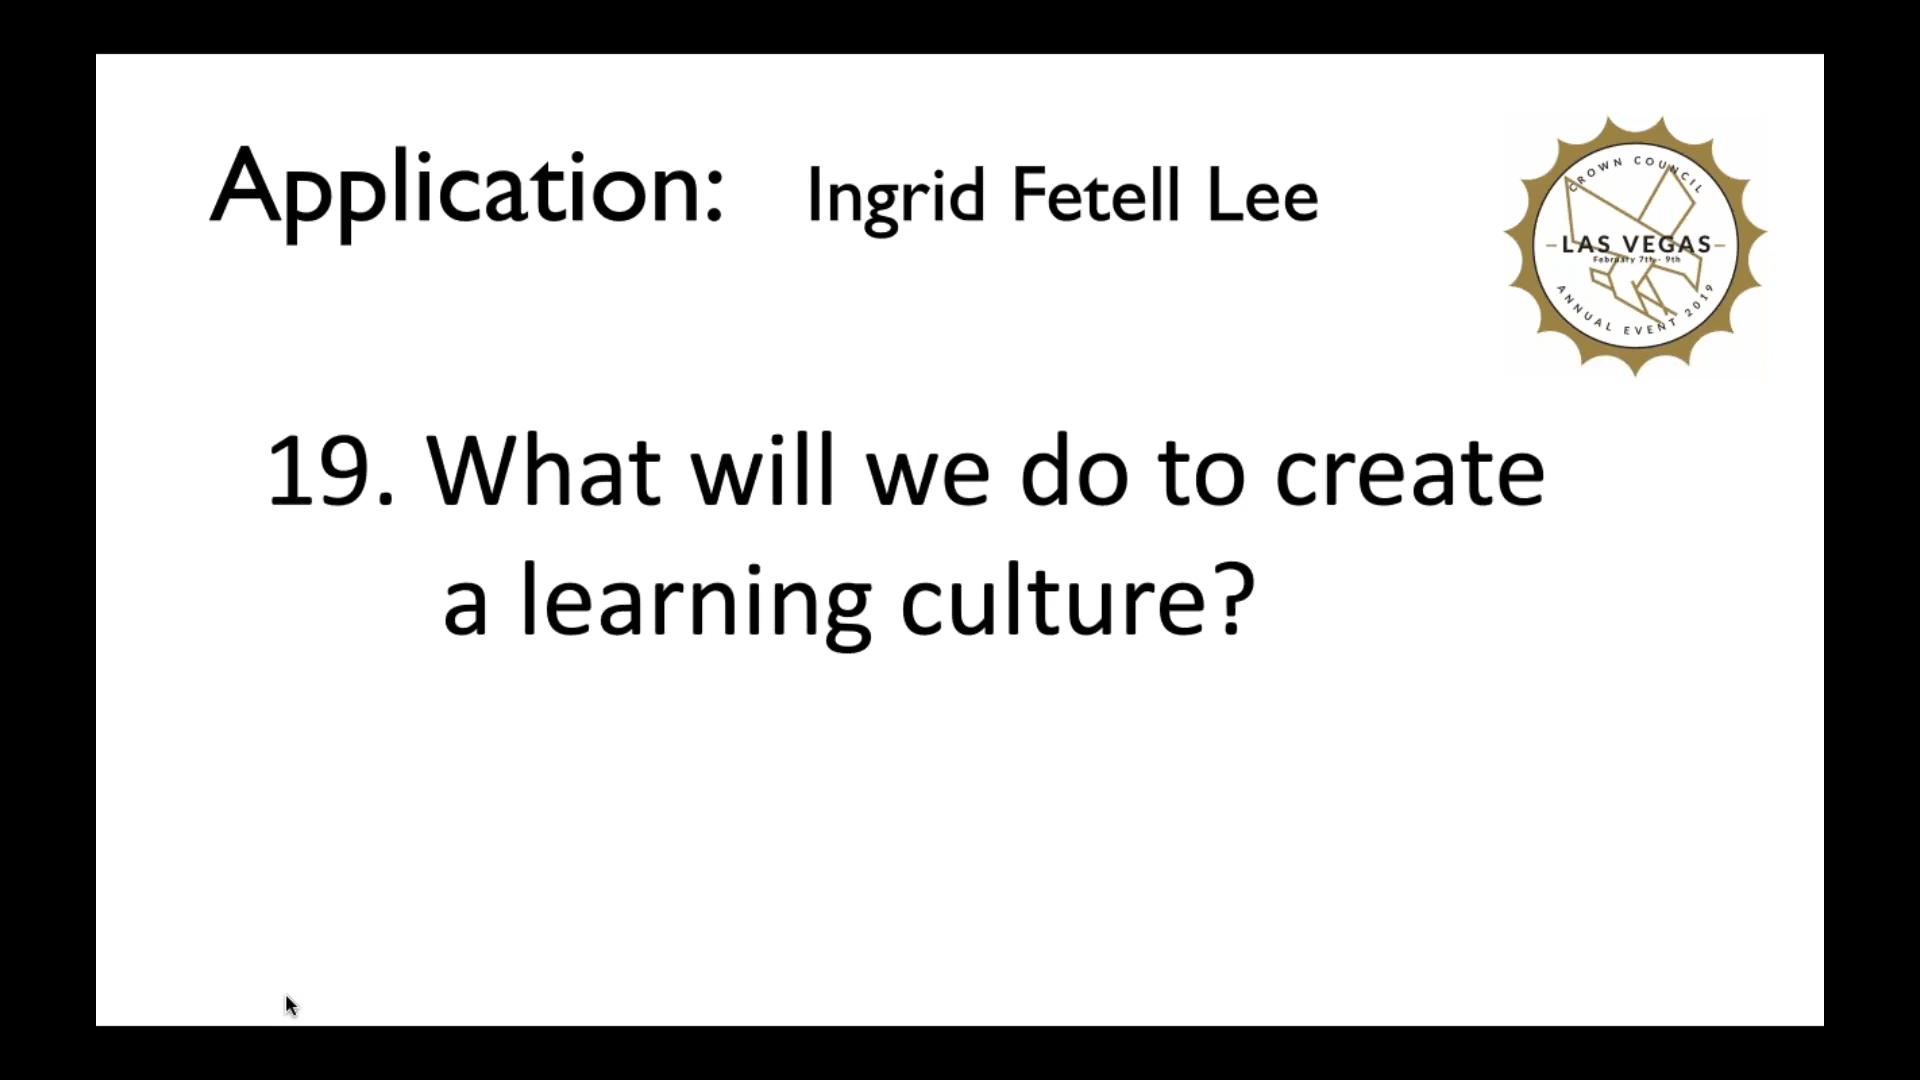 Application: Ingrid Fetell Lee
CROWN COUNCIL
LAS VEGAS
February 7th - 9th
ANNUAL EVENT 2019
19. What will we do to create
a learning culture?